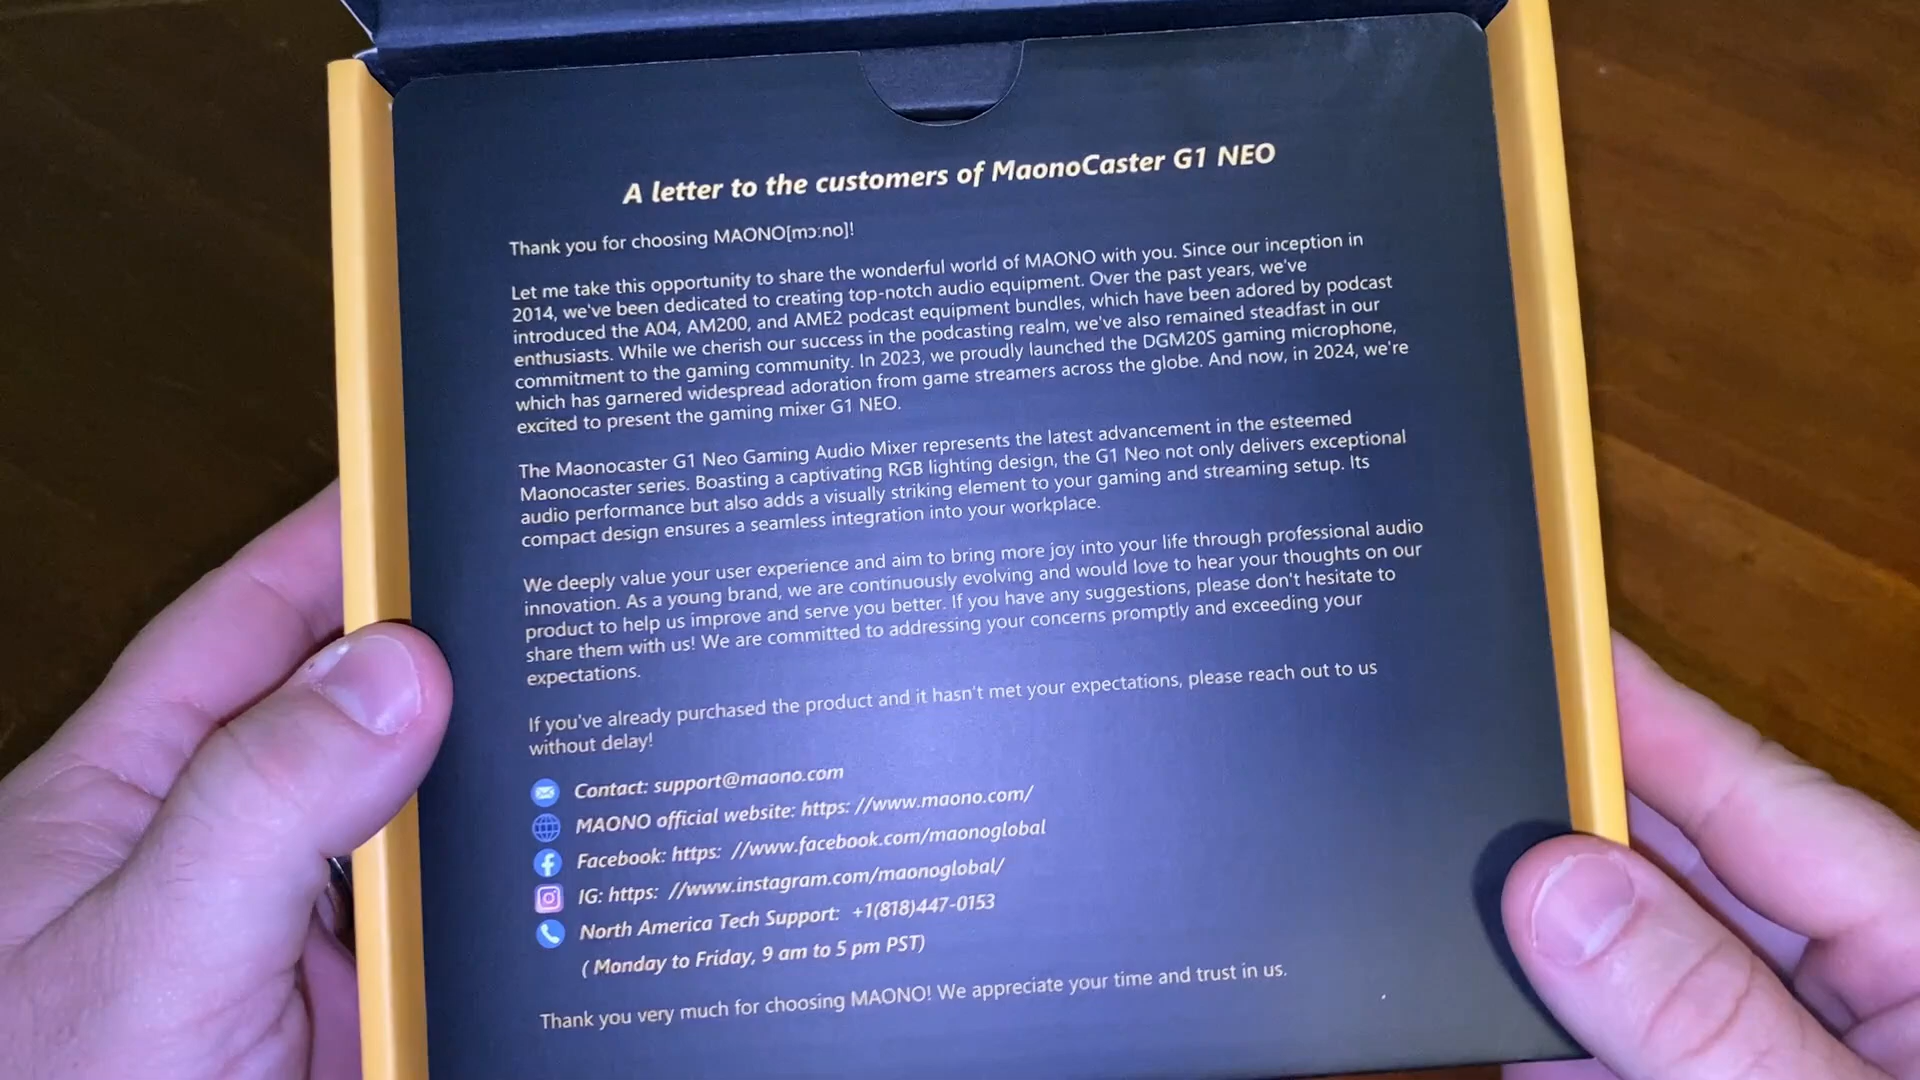 A letter to the customers of MaonoCaster G1 NEO
Thank you for choosing MAONO[mɔ:no]!
Let me take this opportunity to share the wonderful world of MAONO with you. Since our inception in
2014, we've been dedicated to creating top-notch audio equipment. Over the past years, we've
introduced the A04, AM200, and AME2 podcast equipment bundles, which have been adored by podcast
enthusiasts. While we cherish our success in the podcasting realm, we've also remained steadfast in our
commitment to the gaming community. In 2023, we proudly launched the DGM20S gaming microphone,
which has garnered widespread adoration from game streamers across the globe. And now, in 2024, we're
excited to present the gaming mixer G1 NEO.
The Maonocaster G1 Neo Gaming Audio Mixer represents the latest advancement in the esteemed
Maonocaster series. Boasting a captivating RGB lighting design, the G1 Neo not only delivers exceptional
audio performance but also adds a visually striking element to your gaming and streaming setup. Its
compact design ensures a seamless integration into your workplace.
We deeply value your user experience and aim to bring more joy into your life through professional audio
innovation. As a young brand, we are continuously evolving and would love to hear your thoughts on our
product to help us improve and serve you better. If you have any suggestions, please don't hesitate to
share them with us! We are committed to addressing your concerns promptly and exceeding your
expectations.
If you've already purchased the product and it hasn't met your expectations, please reach out to us
without delay!
Contact: support@maono.com
MAONO official website: https: //www.maono.com/
Facebook: https: //www.facebook.com/maonoglobal
IG: https: //www.instagram.com/maonoglobal/
North America Tech Support: +1(818)447-0153
( Monday to Friday, 9 am to 5 pm PST)
Thank you very much for choosing MAONO! We appreciate your time and trust in us.